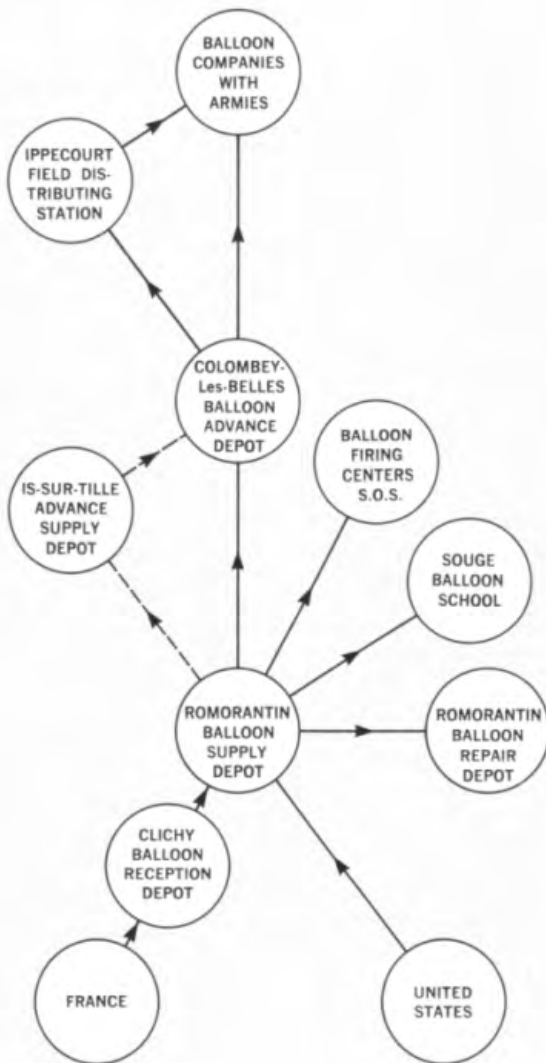 BALLOON
COMPANIES
WITH
ARMIES
IPPECOURT
FIELD DIS-
TRIBUTING
STATION
COLOMBEY-
Les-BELLES
BALLOON
ADVANCE
DEPOT
BALLOON
FIRING
CENTERS
S.O.S.
IS-SUR-TILLE
ADVANCE
SUPPLY
DEPOT
SOUGE
BALLOON
SCHOOL
ROMORANTIN
BALLOON
SUPPLY
DEPOT
ROMORANTIN
BALLOON
REPAIR
DEPOT
CLICHY
BALLOON
RECEPTION
DEPOT
FRANCE
UNITED
STATES